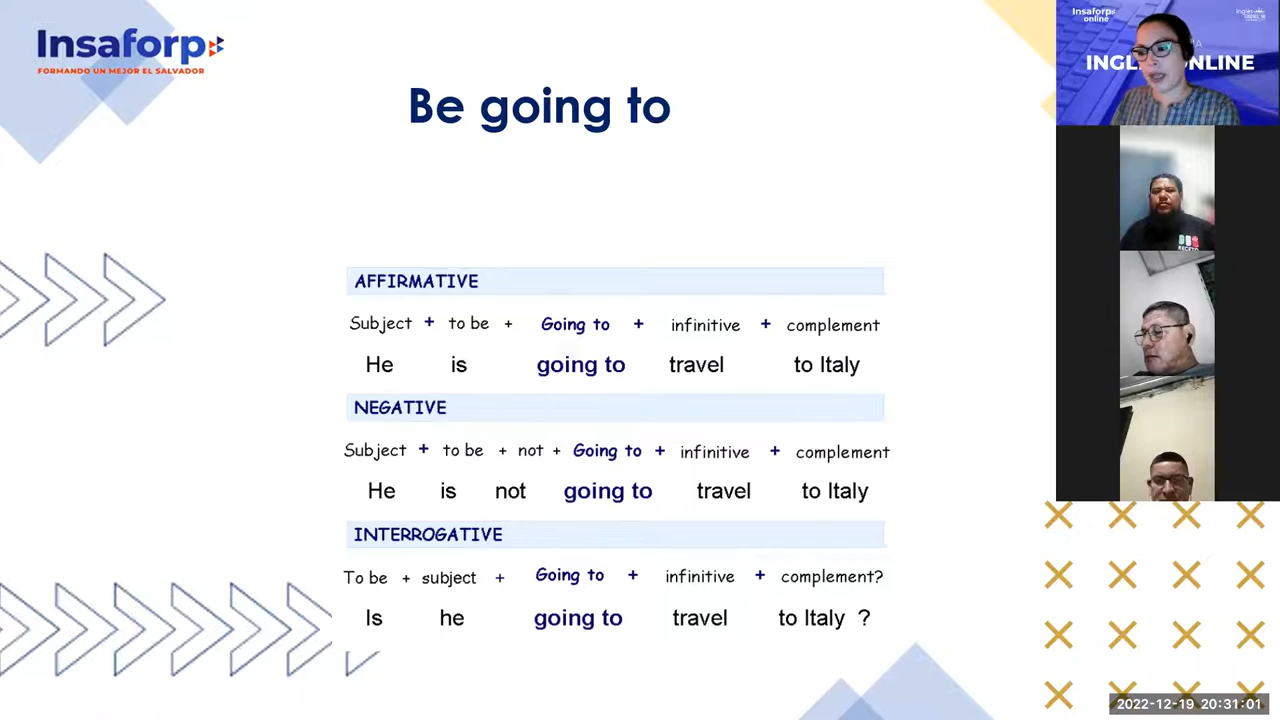 Insaforp
FORMANDO UN MEJOR EL SALVADOR
Be going to
AFFIRMATIVE
Subject + to be + Going to + infinitive + complement
He is going to travel to Italy
NEGATIVE
Subject + to be + not + Going to + infinitive + complement
He is not going to travel to Italy
INTERROGATIVE
To be + subject + Going to + infinitive + complement?
Is he going to travel to Italy ?
Insaforp
online
INGL ONLINE
RECETO
2022-12-19 20:31:01